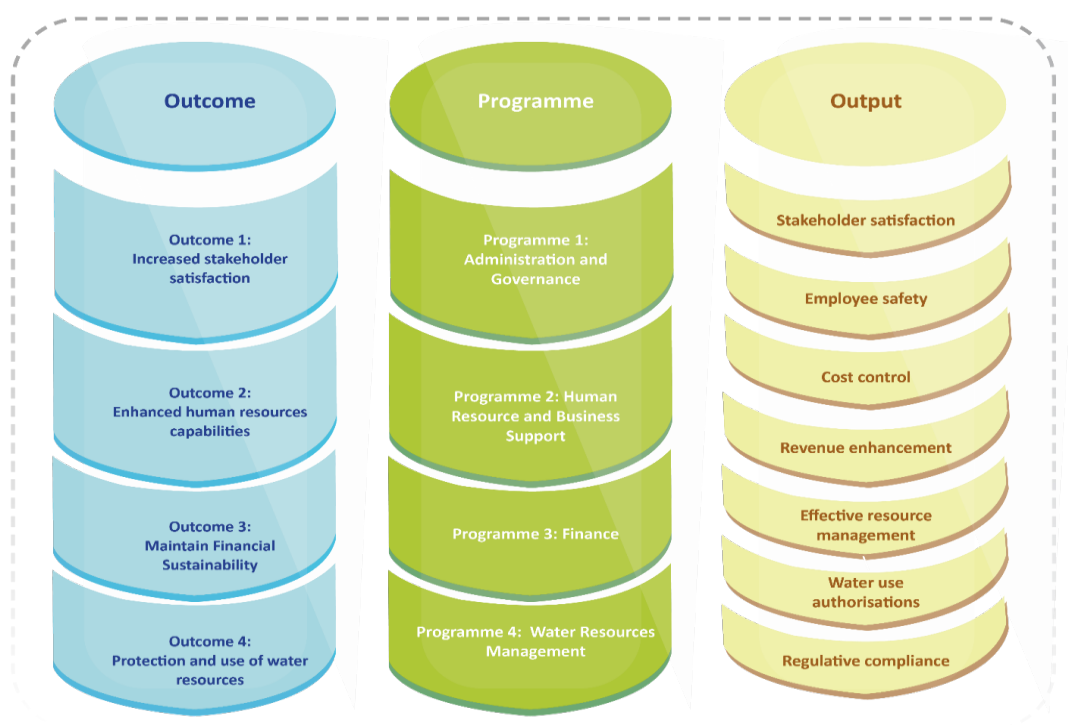 Outcome
Outcome 1:
Increased stakeholder
satisfaction
Outcome 2:
Enhanced human resources
capabilities
Outcome 3:
Maintain Financial
Sustainability
Outcome 4:
Protection and use of water
resources
Programme
Programme 1:
Administration and
Governance
Programme 2: Human
Resource and Business
Support
Programme 3: Finance
Programme 4: Water Resources
Management
Output
Stakeholder satisfaction
Employee safety
Cost control
Revenue enhancement
Effective resource
management
Water use
authorisations
Regulative compliance